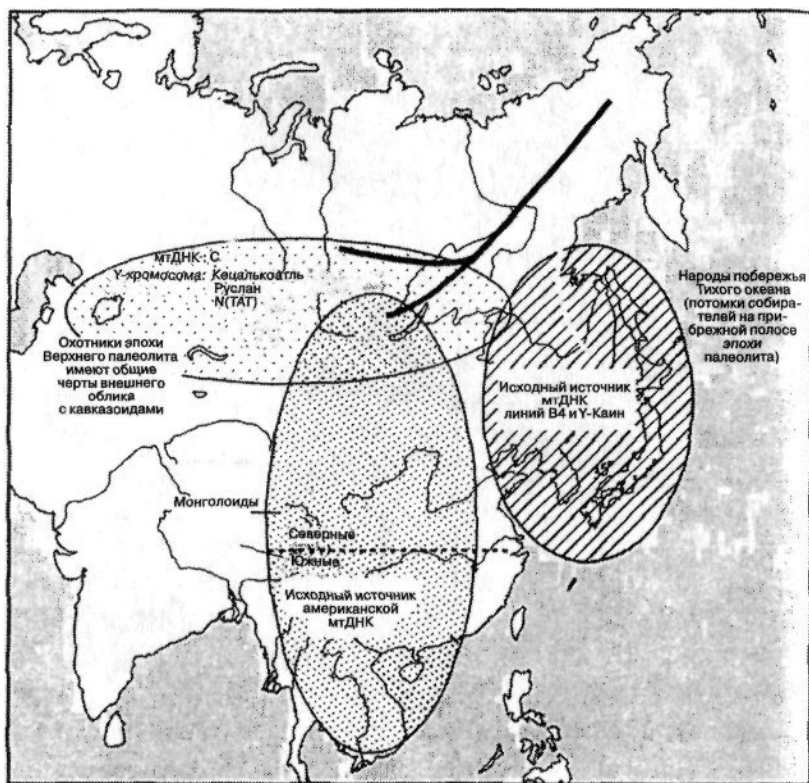 мтДНК : C
Y-хромосома: Кецалькоатль
Руслан
N(TAT)
Охотники эпохи
Верхнего палеолита
имеют общие
черты внешнего
облика
с кавказоидами
Народы побережья
Тихого океана
(потомки собира-
телей на при-
брежной полосе
эпохи
палеолита)
Исходный источник
мтДНК
линий B4 и Y-Каин
Монголоиды
Северные
Южные
Исходный источник
американской
мтДНК